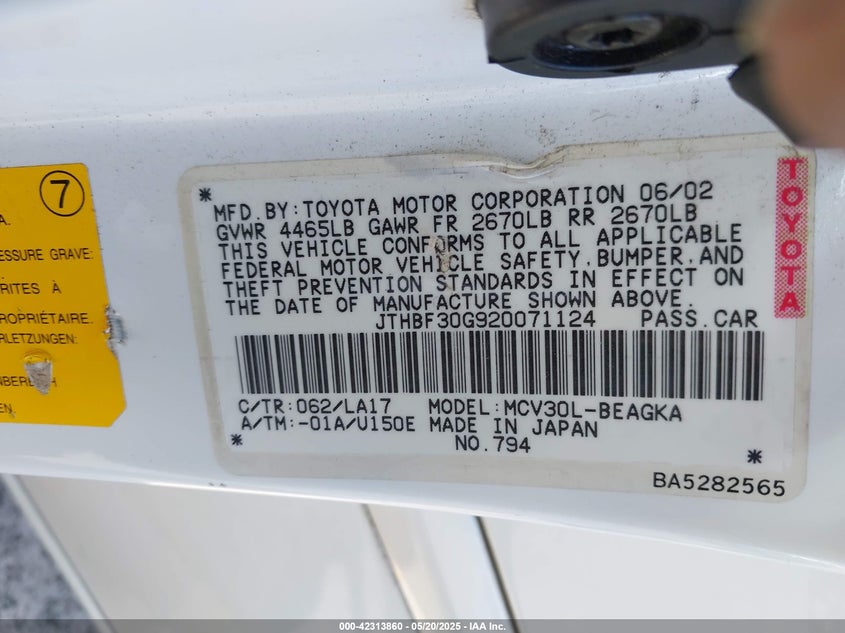 7
A.
ESSURE GRAVE:
RITES À
ROPRIÉTAIRE.
ERLETZUNGEN:
* MFD. BY: TOYOTA MOTOR CORPORATION 06/02
GVWR 4465LB GAWR FR 2670LB RR 2670LB
THIS VEHICLE CONFORMS TO ALL APPLICABLE
FEDERAL MOTOR VEHICLE SAFETY, BUMPER, AND
THEFT PREVENTION STANDARDS IN EFFECT ON
THE DATE OF MANUFACTURE SHOWN ABOVE.
JTHBF30G920071124 PASS. CAR
C/TR: 062/LA17 MODEL: MCV30L-BEAGKA
A/TM: -01A/U150E MADE IN JAPAN
* NO. 794 *
BA5282565
TOYOTA
000-42313860 — 05/20/2025 — IAA Inc.